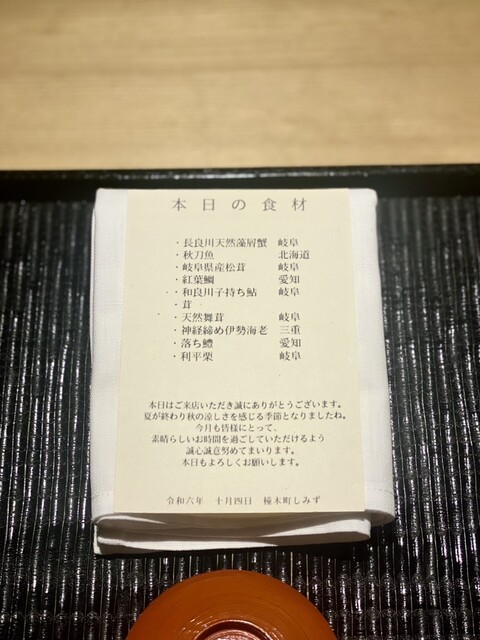 本日の食材
・長良川天然藻屑蟹 岐阜
・秋刀魚 北海道
・岐阜県産松茸 岐阜
・紅葉鯛 愛知
・和良川子持ち鮎 岐阜
・茸
・天然舞茸 岐阜
・神経締め伊勢海老 三重
・落ち鱧 愛知
・利平栗 岐阜
本日はご来店いただき誠にありがとうございます。
夏が終わり秋の涼しさを感じる季節となりましたね。
今月も皆様にとって、
素晴らしいお時間を過ごしていただけるよう
誠心誠意努めてまいります。
本日もよろしくお願いします。
令和六年 十月四日 橦木町しみず